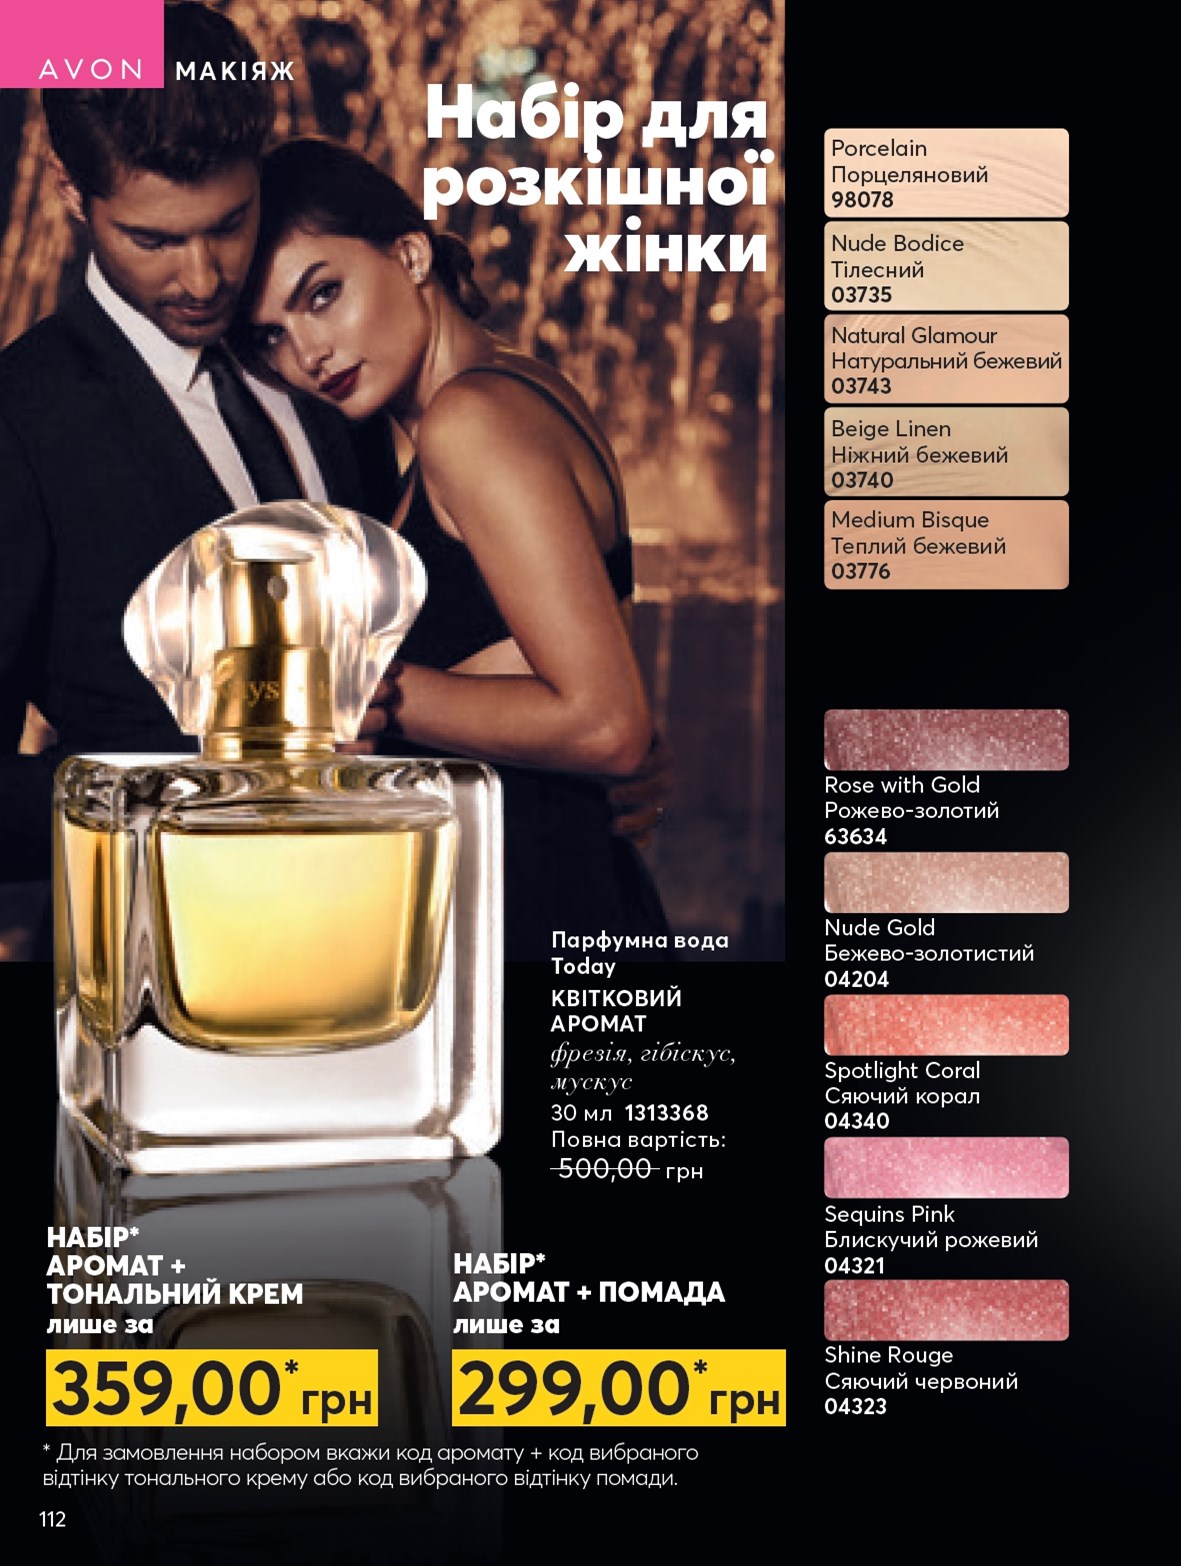 AVON МАКІЯЖ
Набір для
розкішної
жінки
Porcelain
Порцеляновий
98078
Nude Bodice
Тілесний
03735
Natural Glamour
Натуральний бежевий
03743
Beige Linen
Ніжний бежевий
03740
Medium Bisque
Теплий бежевий
03776
Rose with Gold
Рожево-золотий
63634
Nude Gold
Бежево-золотистий
04204
Spotlight Coral
Сяючий корал
04340
Sequins Pink
Блискучий рожевий
04321
Shine Rouge
Сяючий червоний
04323
Парфумна вода
Today
КВІТКОВИЙ
АРОМАТ
фрезія, гібіскус,
мускус
30 мл 1313368
Повна вартість:
500,00 грн
НАБІР*
АРОМАТ +
ТОНАЛЬНИЙ КРЕМ
лише за
359,00* грн
НАБІР*
АРОМАТ + ПОМАДА
лише за
299,00* грн
* Для замовлення набором вкажи код аромату + код вибраного
відтінку тонального крему або код вибраного відтінку помади.
112